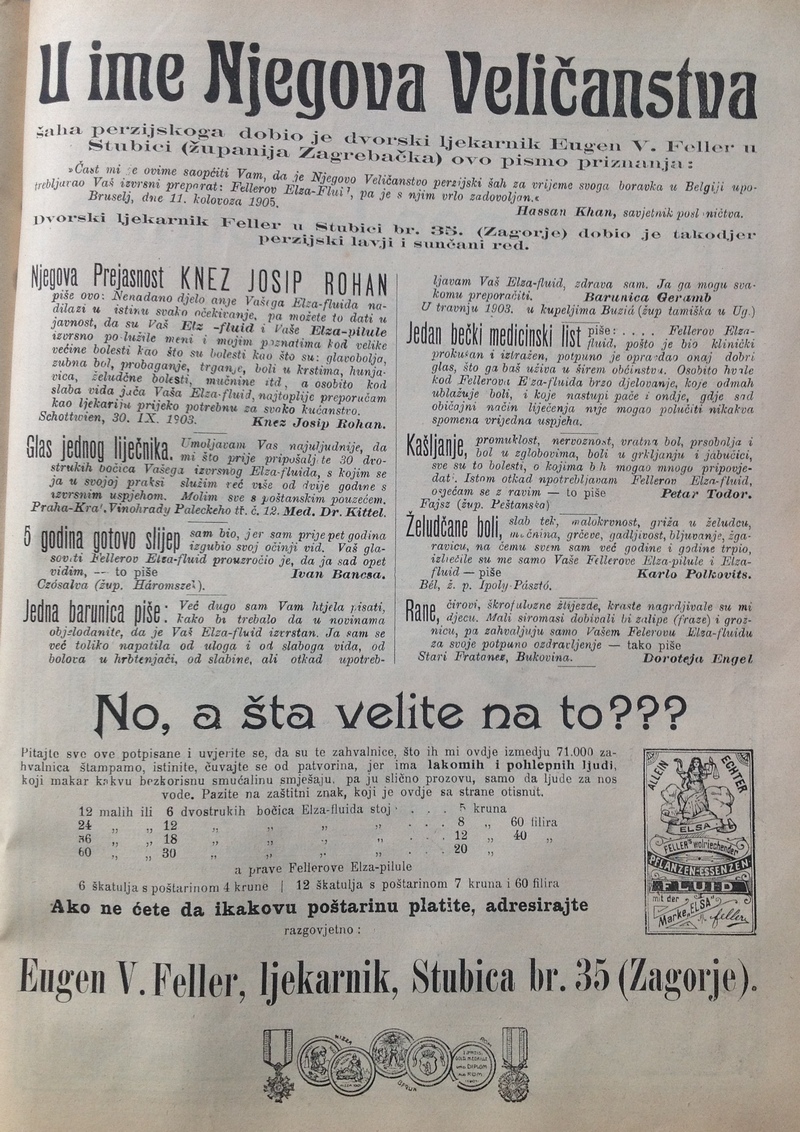 U ime Njegova Veličanstva
šaha perzijskoga dobio je dvorski ljekarnik Eugen V. Feller u
Stubici (županija Zagrebačka) ovo pismo priznanja:
»Čast mi je ovime saopćiti Vam, da je Njegovo Veličanstvo perzijski šah za vrijeme svoga boravka u Belgiji upo-
trebljavao Vaš izvrsni preparat: Fellerov Elza-Fluid, pa je s njim vrlo zadovoljan.«
Bruselj, dne 11. kolovoza 1905.
Hassan Khan, savjetnik poslaničtva.
Dvorski ljekarnik Feller u Stubici br. 35. (Zagorje) dobio je takodjer
perzijski lavji i sunčani red.
Njegova Prejasnost KNEZ JOSIP ROHAN
piše ovo: Nenadano djelovanje Vašega Elza-fluida na-
dilazi u istinu svako očekivanje, pa možete to dati u
javnost, da su Vaš Elza-fluid i Vaše Elza-pilule
izvrsno poslužile meni i mojim poznatima kod velike
većine bolesti kao što su bolesti kao što su: glavobolja,
zubna bol, probaganje, trganje, boli u krstima, hunja-
vica, želudčne bolesti, mučnine itd, a osobito kod
slaba vida jača Vaša Elza-fluid, najtoplije preporučam
kao ljekariju prijeko potrebnu za svako kućanstvo.
Schottwien, 30. IX. 1903. Knez Josip Rohan.
Glas jednog liječnika. Umoljavam Vas najuljudnije, da
mi što prije pripošaljete 30 dvo-
strukih bočica Vašega izvrsnog Elza-fluida, s kojim se
ja u svojoj praksi služim već više od dvije godine s
izvrsnim uspjehom. Molim sve s poštanskim pouzećem.
Praha-Kral. Vinohrady Paleckeho tř. č. 12. Med. Dr. Kittel.
5 godina gotovo slijep sam bio, jer sam prije pet godina
izgubio svoj očinji vid. Vaš gla-
soviti Fellerov Elza-fluid prouzročio je, da ja sad opet
vidim, — to piše Ivan Bancsa.
Czósalva (žup. Háromszek).
Jedna barunica piše: Već dugo sam Vam htjela pisati,
kako bi trebalo da u novinama
objelodanite, da je Vaš Elza-fluid izvrstan. Ja sam se
već toliko napatila od uloga i od slaboga vida, od
bolova u hrbtenjači, od slabine, ali otkad upotreb-
ljavam Vaš Elza-fluid, zdrava sam. Ja ga mogu sva-
komu preporačiti. Barunica Geramb
U travnju 1903. u kupeljima Buzid (žup tamiška u Ug.)
Jedan bečki medicinski list piše: . . . . Fellerov Elza-
fluid, pošto je bio klinički
prokušan i iztražen, potpuno je opravdao onaj dobri
glas, što ga baš uživa u širem obćinstvu. Osobito hvale
kod Fellerova Elza-fluida brzo djelovanje, koje odmah
ublažuje boli, i koje nastupi pače i ondje, gdje sad
običajni način liječenja nije mogao polučiti nikakva
spomena vrijedna uspjeha.
Kašljanje, promuklost, nervoznost, vratna bol, prsobolja i
bol u zglobovima, boli u grkljanu i jabučici,
sve su to bolesti, o kojima bih mogao mnogo pripovje-
dati. Istom otkad upotrebljavam Fellerov Elza-fluid,
osjećam se zdravim — to piše Petar Todor.
Fajsz (žup. Peštanska)
Želudčane boli, slab tek, malokrvnost, griža u želudcu,
mučnina, grčeve, gadljivost, bljuvanje, žga-
ravicu, na čemu svem sam već godine i godine trpio,
izliečile su me samo Vaše Fellerove Elza-pilule i Elza-
fluid — piše Karlo Polkovits.
Bél, ž. p. Ipoly-Pásztó.
Rane, čirovi, škrofulozne žlijezde, kraste nagrdjivale su mi
djecu. Mali siromasi dobivali bi zalipe (fraze) i groz-
nicu, pa zahvaljuju samo Vašem Felerovu Elza-fluidu
za svoje potpuno ozdravljenje — tako piše
Stari Fratonez, Bukovina. Doroteja Engel
No, a šta velite na to???
Pitajte sve ove potpisane i uvjerite se, da su te zahvalnice, što ih mi ovdje izmedju 71.000 za-
hvalnica štampamo, istinite, čuvajte se od patvorina, jer ima lakomih i pohlepnih ljudi,
koji makar kakvu bezkorisnu smućalinu smješaju, pa ju slično prozovu, samo da ljude za nos
vode. Pazite na zaštitni znak, koji je ovdje sa strane otisnut.
12 malih ili 6 dvostrukih bočica Elza-fluida stoji . . . 5 kruna
24 „ „ 12 „ „ „ . . . 8 „ 60 filira
36 „ „ 18 „ „ „ . . . 12 „ 40 „
60 „ „ 30 „ „ „ . . . 20 „
a prave Fellerove Elza-pilule
6 škatulja s poštarinom 4 krune | 12 škatulja s poštarinom 7 kruna i 60 filira
Ako ne ćete da ikakovu poštarinu platite, adresirajte
razgovjetno:
ALLEIN ECHTER
ELSA
FELLER's wolriechender
PFLANZEN-ESSENZEN
FLUID
mit der
Marke „ELSA"
Feller
Eugen V. Feller, ljekarnik, Stubica br. 35 (Zagorje).
NIZZA